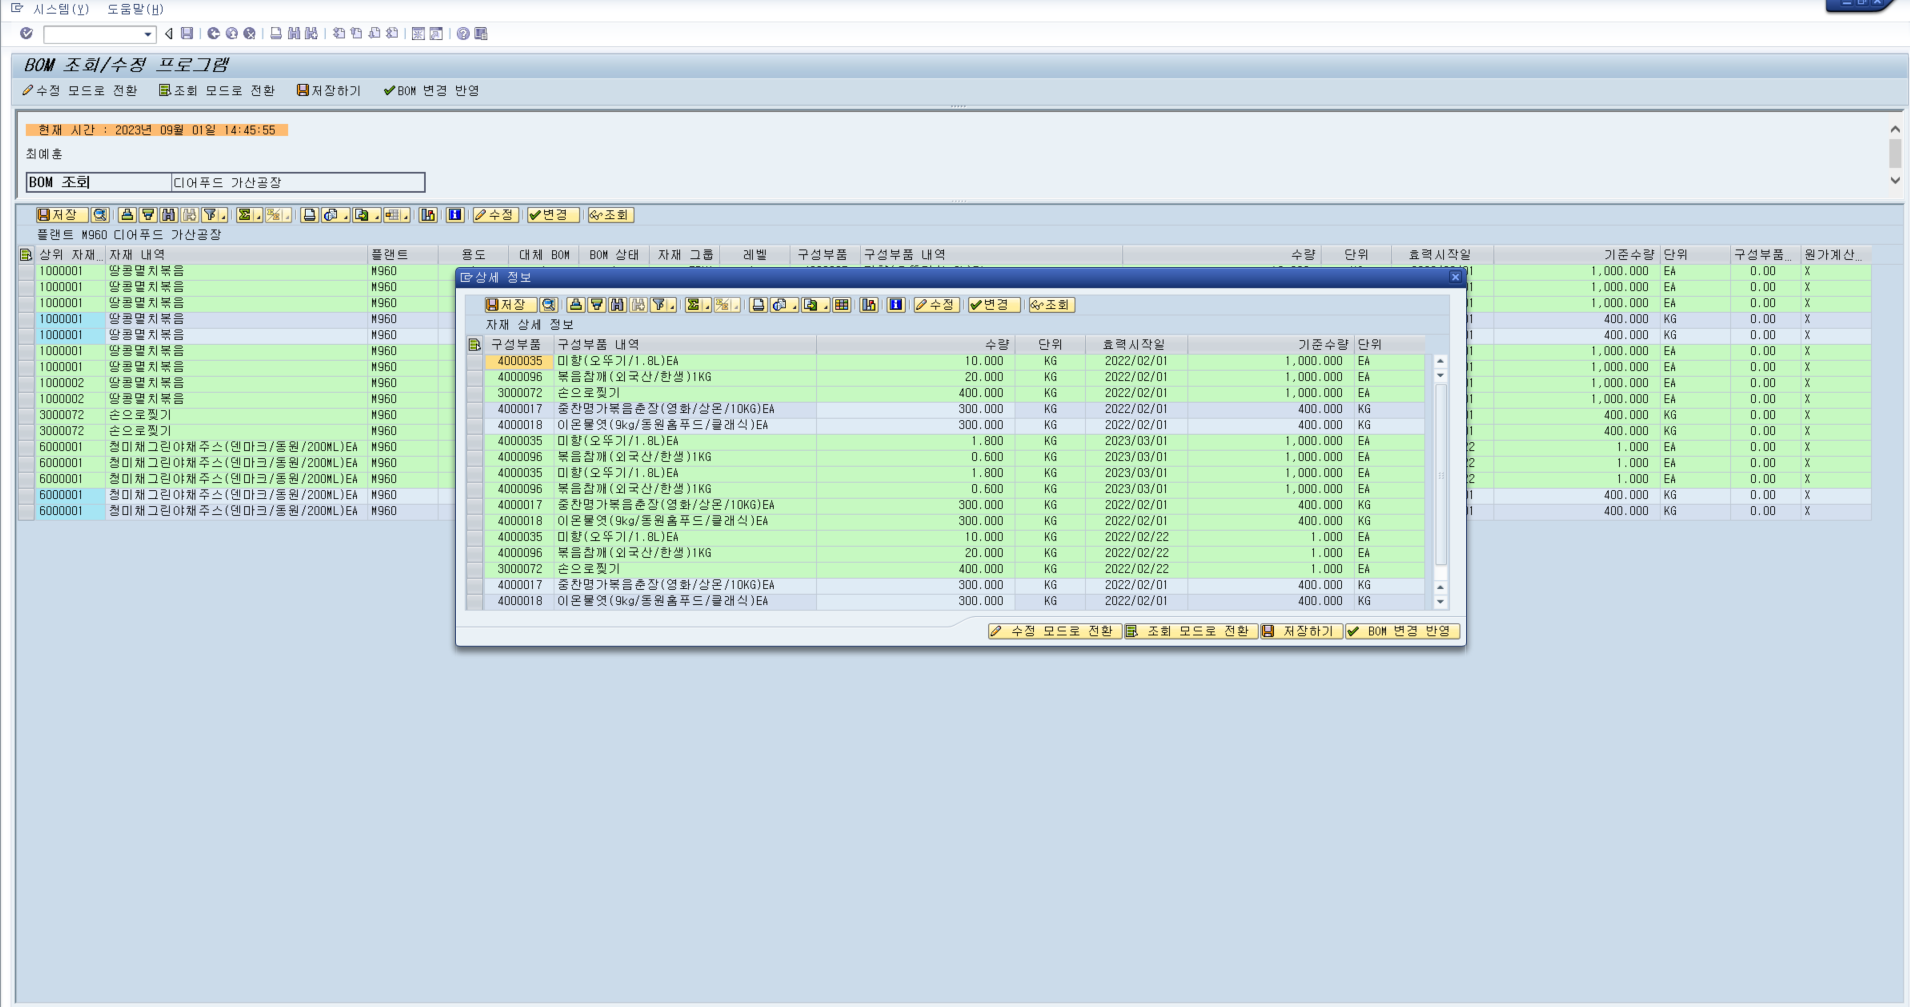 시스템(Y) 도움말(H)
BOM 조회/수정 프로그램
수정 모드로 전환 조회 모드로 전환 저장하기 BOM 변경 반영
현재 시간 : 2023년 09월 01일 14:45:55
최예훈
BOM 조회 디어푸드 가산공장
저장 수정 변경 조회
플랜트 M960 디어푸드 가산공장
상위 자재… 자재 내역 플랜트 용도 대체 BOM BOM 상태 자재 그룹 레벨 구성부품 구성부품 내역 수량 단위 효력시작일 기준수량 단위 구성부품… 원가계산…
1000001 땅콩멸치볶음 M960 1,000.000 EA 0.00 X
1000001 땅콩멸치볶음 M960 1,000.000 EA 0.00 X
1000001 땅콩멸치볶음 M960 1,000.000 EA 0.00 X
1000001 땅콩멸치볶음 M960 400.000 KG 0.00 X
1000001 땅콩멸치볶음 M960 400.000 KG 0.00 X
1000001 땅콩멸치볶음 M960 1,000.000 EA 0.00 X
1000001 땅콩멸치볶음 M960 1,000.000 EA 0.00 X
1000002 땅콩멸치볶음 M960 1,000.000 EA 0.00 X
1000002 땅콩멸치볶음 M960 1,000.000 EA 0.00 X
3000072 손으로찢기 M960 400.000 KG 0.00 X
3000072 손으로찢기 M960 400.000 KG 0.00 X
6000001 청미채그린야채주스(덴마크/동원/200ML)EA M960 1.000 EA 0.00 X
6000001 청미채그린야채주스(덴마크/동원/200ML)EA M960 1.000 EA 0.00 X
6000001 청미채그린야채주스(덴마크/동원/200ML)EA M960 1.000 EA 0.00 X
6000001 청미채그린야채주스(덴마크/동원/200ML)EA M960 400.000 KG 0.00 X
6000001 청미채그린야채주스(덴마크/동원/200ML)EA M960 400.000 KG 0.00 X
상세 정보
저장 수정 변경 조회
자재 상세 정보
구성부품 구성부품 내역 수량 단위 효력시작일 기준수량 단위
4000035 미향(오뚜기/1.8L)EA 10.000 KG 2022/02/01 1,000.000 EA
4000096 볶음참깨(외국산/한생)1KG 20.000 KG 2022/02/01 1,000.000 EA
3000072 손으로찢기 400.000 KG 2022/02/01 1,000.000 EA
4000017 중찬명가볶음춘장(영화/상온/10KG)EA 300.000 KG 2022/02/01 400.000 KG
4000018 이온물엿(9kg/동원홈푸드/클래식)EA 300.000 KG 2022/02/01 400.000 KG
4000035 미향(오뚜기/1.8L)EA 1.800 KG 2023/03/01 1,000.000 EA
4000096 볶음참깨(외국산/한생)1KG 0.600 KG 2023/03/01 1,000.000 EA
4000035 미향(오뚜기/1.8L)EA 1.800 KG 2023/03/01 1,000.000 EA
4000096 볶음참깨(외국산/한생)1KG 0.600 KG 2023/03/01 1,000.000 EA
4000017 중찬명가볶음춘장(영화/상온/10KG)EA 300.000 KG 2022/02/01 400.000 KG
4000018 이온물엿(9kg/동원홈푸드/클래식)EA 300.000 KG 2022/02/01 400.000 KG
4000035 미향(오뚜기/1.8L)EA 10.000 KG 2022/02/22 1.000 EA
4000096 볶음참깨(외국산/한생)1KG 20.000 KG 2022/02/22 1.000 EA
3000072 손으로찢기 400.000 KG 2022/02/22 1.000 EA
4000017 중찬명가볶음춘장(영화/상온/10KG)EA 300.000 KG 2022/02/01 400.000 KG
4000018 이온물엿(9kg/동원홈푸드/클래식)EA 300.000 KG 2022/02/01 400.000 KG
수정 모드로 전환 조회 모드로 전환 저장하기 BOM 변경 반영